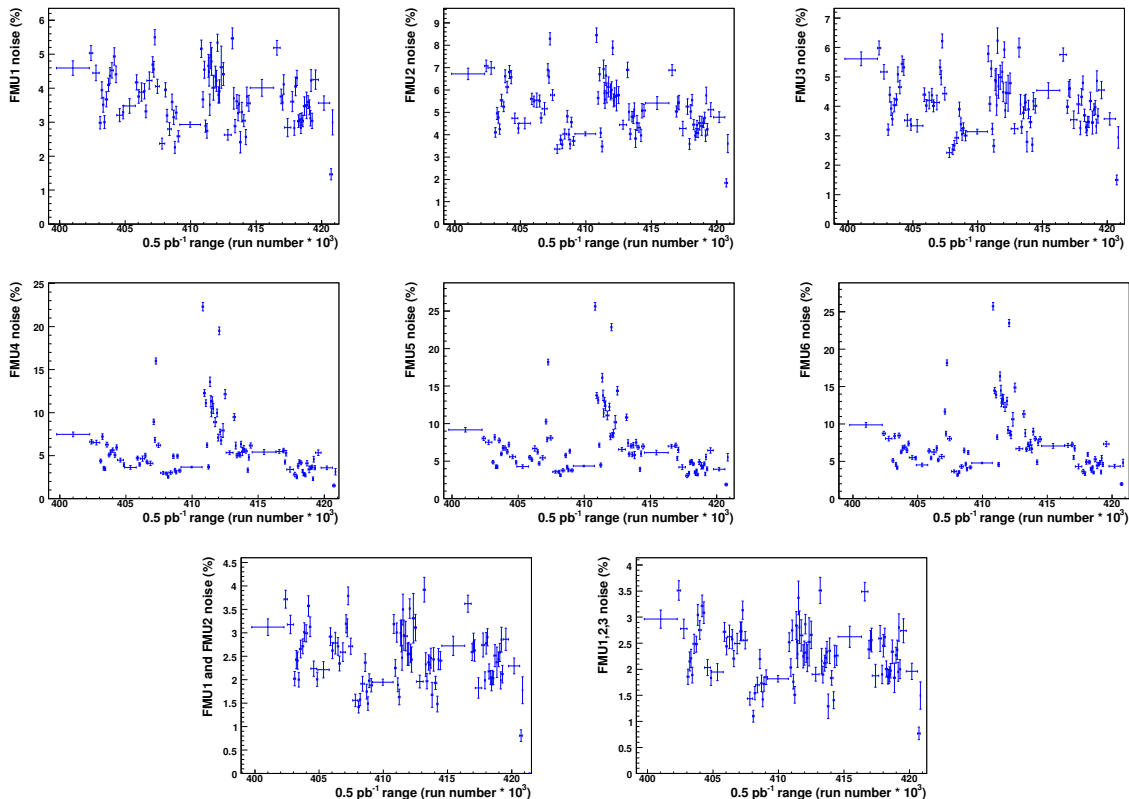 FMU1 noise (%)
6
5
4
3
2
1
0
400 405 410 415 420
0.5 pb⁻¹ range (run number * 10³)
FMU2 noise (%)
9
8
7
6
5
4
3
2
1
0
400 405 410 415 420
0.5 pb⁻¹ range (run number * 10³)
FMU3 noise (%)
7
6
5
4
3
2
1
0
400 405 410 415 420
0.5 pb⁻¹ range (run number * 10³)
FMU4 noise (%)
25
20
15
10
5
0
400 405 410 415 420
0.5 pb⁻¹ range (run number * 10³)
FMU5 noise (%)
25
20
15
10
5
0
400 405 410 415 420
0.5 pb⁻¹ range (run number * 10³)
FMU6 noise (%)
25
20
15
10
5
0
400 405 410 415 420
0.5 pb⁻¹ range (run number * 10³)
FMU1 and FMU2 noise (%)
4.5
4
3.5
3
2.5
2
1.5
1
0.5
0
400 405 410 415 420
0.5 pb⁻¹ range (run number * 10³)
FMU1,2,3 noise (%)
4
3.5
3
2.5
2
1.5
1
0.5
0
400 405 410 415 420
0.5 pb⁻¹ range (run number * 10³)